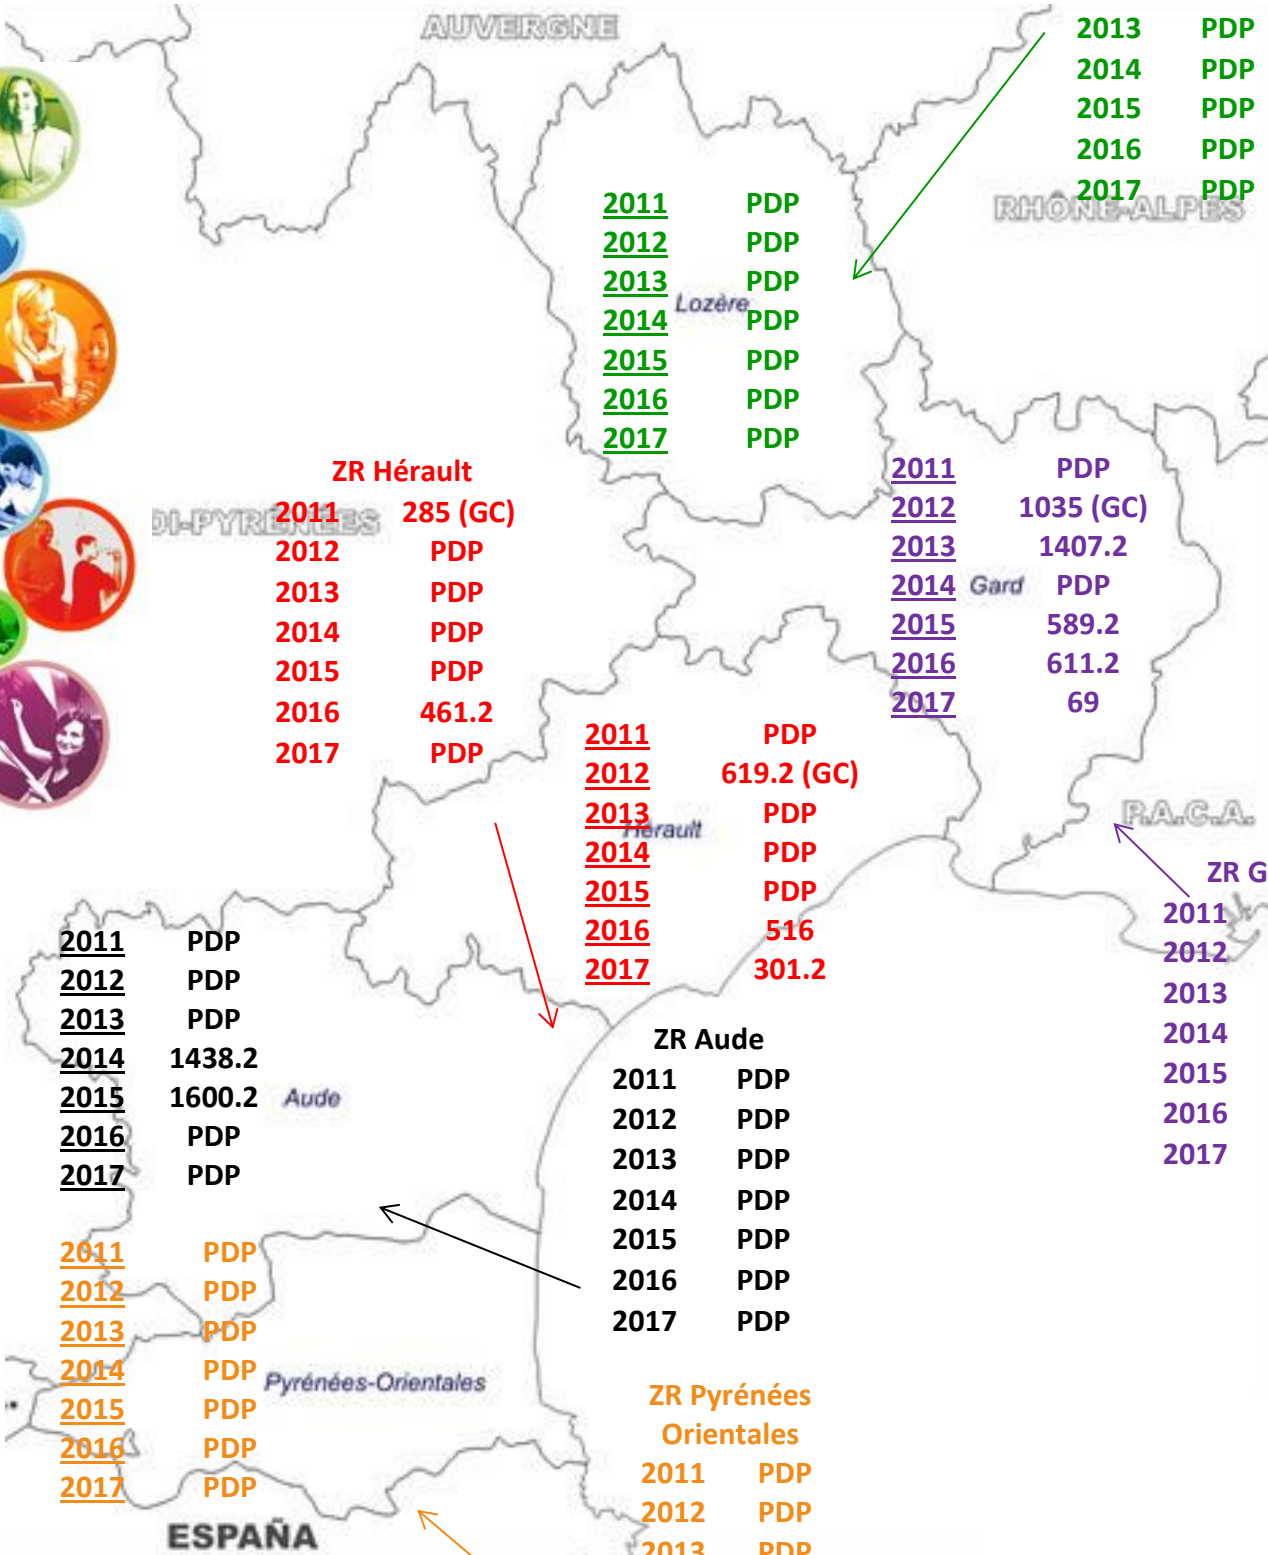 AUVERGNE
2013 PDP
2014 PDP
2015 PDP
2016 PDP
2017 PDP
RHÔNE-ALPES
2011 PDP
2012 PDP
2013 PDP
Lozère
2014 PDP
2015 PDP
2016 PDP
2017 PDP
ZR Hérault
2011 285 (GC)
DI-PYRÉNÉES
2012 PDP
2013 PDP
2014 PDP
2015 PDP
2016 461.2
2017 PDP
2011 PDP
2012 1035 (GC)
2013 1407.2
2014 Gard PDP
2015 589.2
2016 611.2
2017 69
2011 PDP
2012 619.2 (GC)
2013 PDP
Hérault
2014 PDP
2015 PDP
2016 516
2017 301.2
P.A.C.A.
ZR G
2011
2012
2013
2014
2015
2016
2017
2011 PDP
2012 PDP
2013 PDP
2014 1438.2
2015 1600.2
Aude
2016 PDP
2017 PDP
ZR Aude
2011 PDP
2012 PDP
2013 PDP
2014 PDP
2015 PDP
2016 PDP
2017 PDP
2011 PDP
2012 PDP
2013 PDP
2014 PDP
Pyrénées-Orientales
2015 PDP
2016 PDP
2017 PDP
ESPAÑA
ZR Pyrénées
Orientales
2011 PDP
2012 PDP
2013 PDP